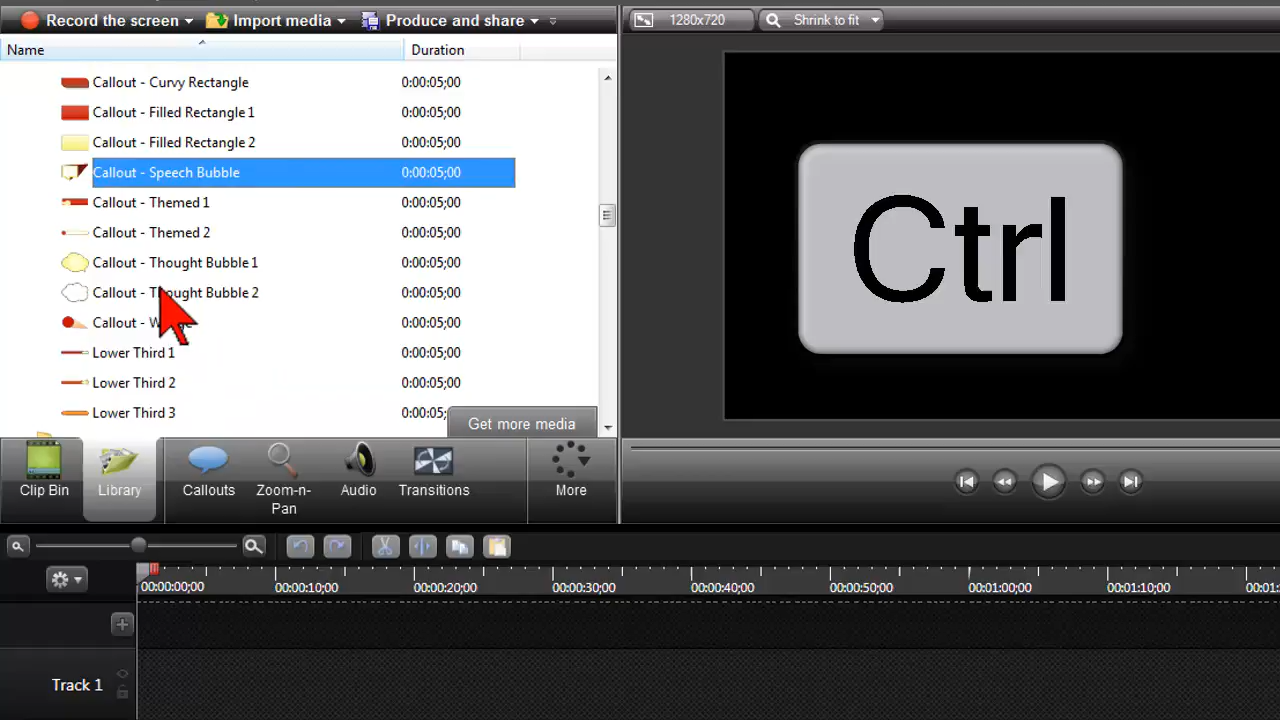 Record the screen Import media Produce and share 1280x720 Shrink to fit
Name Duration
Callout - Curvy Rectangle 0:00:05;00
Callout - Filled Rectangle 1 0:00:05;00
Callout - Filled Rectangle 2 0:00:05;00
Callout - Speech Bubble 0:00:05;00
Callout - Themed 1 0:00:05;00
Callout - Themed 2 0:00:05;00
Callout - Thought Bubble 1 0:00:05;00
Callout - Thought Bubble 2 0:00:05;00
Callout - 0:00:05;00
Lower Third 1 0:00:05;00
Lower Third 2 0:00:05;00
Lower Third 3 0:00:05;
Get more media
Ctrl
Clip Bin Library Callouts Zoom-n-Pan Audio Transitions More
00:00:00;00 00:00:10;00 00:00:20;00 00:00:30;00 00:00:40;00 00:00:50;00 00:01:00;00 00:01:10;00 00:01:
Track 1